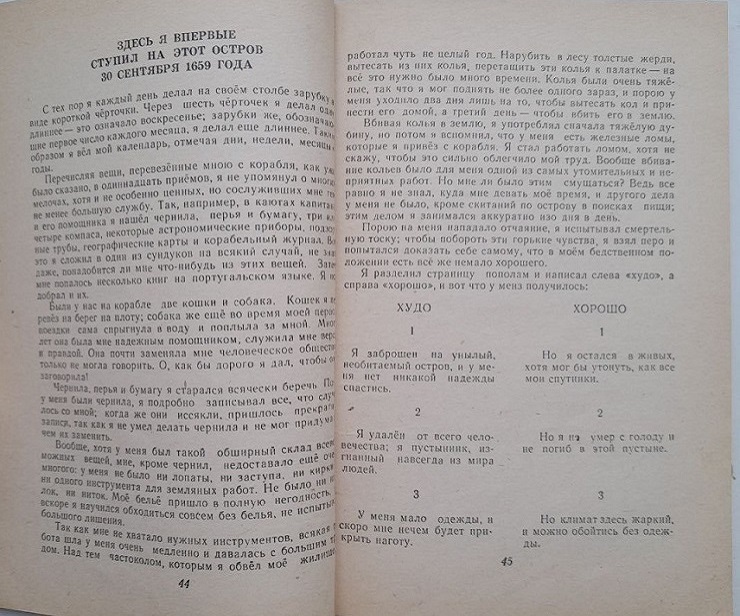 ЗДЕСЬ Я ВПЕРВЫЕ
СТУПИЛ НА ЭТОТ ОСТРОВ
30 СЕНТЯБРЯ 1659 ГОДА
С тех пор я каждый день делал на своём столбе зарубку в
виде короткой чёрточки. Через шесть чёрточек я делал одну
длиннее — это означало воскресенье; зарубки же, обозначаю
щие первое число каждого месяца, я делал ещё длиннее. Таким
образом я вёл мой календарь, отмечая дни, недели, месяцы и
годы.
Перечисляя вещи, перевезённые мною с корабля, как уже
было сказано, в одиннадцать приёмов, я не упомянул о многих
мелочах, хотя и не особенно ценных, но сослуживших мне
не менее большую службу. Так, например, в каютах капитана
и его помощника я нашёл чернила, перья и бумагу, три или
четыре компаса, некоторые астрономические приборы, подзор
ные трубы, географические карты и корабельный журнал. Всё
это я сложил в один из сундуков на всякий случай, не зная
даже, понадобится ли мне что-нибудь из этих вещей. Затем
мне попалось несколько книг на португальском языке. Я по
добрал и их.
Были у нас на корабле две кошки и собака. Кошек я
ревёз на берег на плоту; собака же ещё во время моей первой
поездки сама спрыгнула в воду и поплыла за мной. Много
лет она была мне надёжным помощником, служила мне верой
и правдой. Она почти заменяла мне человеческое общество
только не могла говорить. О, как бы дорого я дал, чтобы она
заговорила!
Чернила, перья и бумагу я старался всячески беречь. По
у меня были чернила, я подробно записывал все, что случа
лось со мной; когда же они иссякли, пришлось прекратить
записи, так как я не умел делать чернила и не мог придумать
чем их заменить.
Вообще, хотя у меня был такой обширный склад всевоз
можных вещей, мне, кроме чернил, недоставало ещё очень
многого: у меня не было ни лопаты, ни заступа, ни кирки
ни одного инструмента для земляных работ. Не было ни иго
лок, ни ниток. Моё бельё пришло в полную негодность,
вскоре я научился обходиться совсем без белья, не испытывая
большого лишения.
Так как мне не хватало нужных инструментов, всякая ра
бота шла у меня очень медленно и давалась с большим
дом. Над тем частоколом, которым я обвёл моё жилище
44
работал чуть не целый год. Нарубить в лесу толстые жерди,
вытесать из них колья, перетащить эти колья к палатке — на
всё это нужно было много времени. Колья были очень тяжё-
лые, так что я мог поднять не более одного зараз, и порою у
меня уходило два дня лишь на то, чтобы вытесать кол и при-
нести его домой, а третий день — чтобы вбить его в землю.
Вбивая колья в землю, я употреблял сначала тяжёлую ду-
бину, но потом я вспомнил, что у меня есть железные ломы,
которые я привёз с корабля. Я стал работать ломом, хотя не
скажу, чтобы это сильно облегчило мой труд. Вообще вбива-
ние кольев было для меня одной из самых утомительных и не-
приятных работ. Но мне ли было этим смущаться? Ведь все
равно я не знал, куда мне девать моё время, и другого дела
у меня не было, кроме скитаний по острову в поисках пищи;
этим делом я занимался аккуратно изо дня в день.
Порою на меня нападало отчаяние, я испытывал смертель-
ную тоску; чтобы побороть эти горькие чувства, я взял перо и
попытался доказать себе самому, что в моём бедственном по-
ложении есть всё же немало хорошего.
Я разделил страницу пополам и написал слева «худо», а
справа «хорошо», и вот что у меня получилось:
ХУДО
ХОРОШО
1
1
Я заброшен на унылый,
необитаемый остров, и у ме-
ня нет никакой надежды
спастись.
Но я остался в живых,
хотя мог бы утонуть, как все
мои спутники.
2
2
Я удалён от всего чело-
вечества; я пустынник, из-
гнанный навсегда из мира
людей.
Но я не умер с голоду и
не погиб в этой пустыне.
3
3
У меня мало одежды, и
скоро мне нечем будет при-
крыть наготу.
Но климат здесь жаркий,
и можно обойтись без одеж-
ды.
45